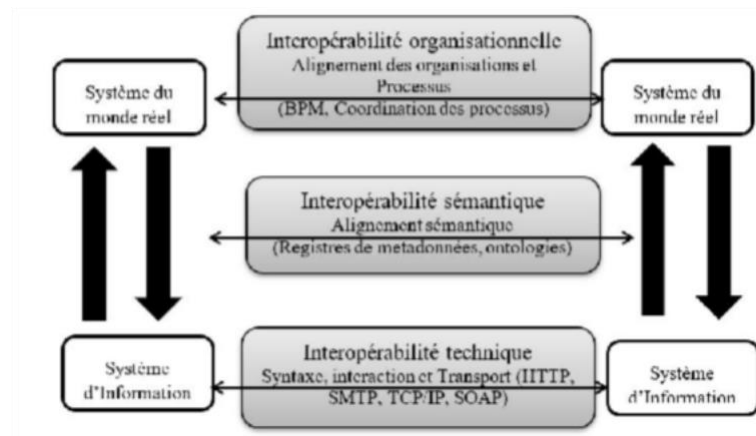 Interopérabilité organisationnelle
Alignement des organisations et
Processus
(BPM, Coordination des processus)
Système du
monde réel
Système du
monde réel
Interopérabilité sémantique
Alignement sémantique
(Registres de metadonnées, ontologies)
Interopérabilité technique
Syntaxe, interaction et Transport (HTTP,
SMTP, TCP/IP, SOAP)
Système
d'Information
Système
d'Information